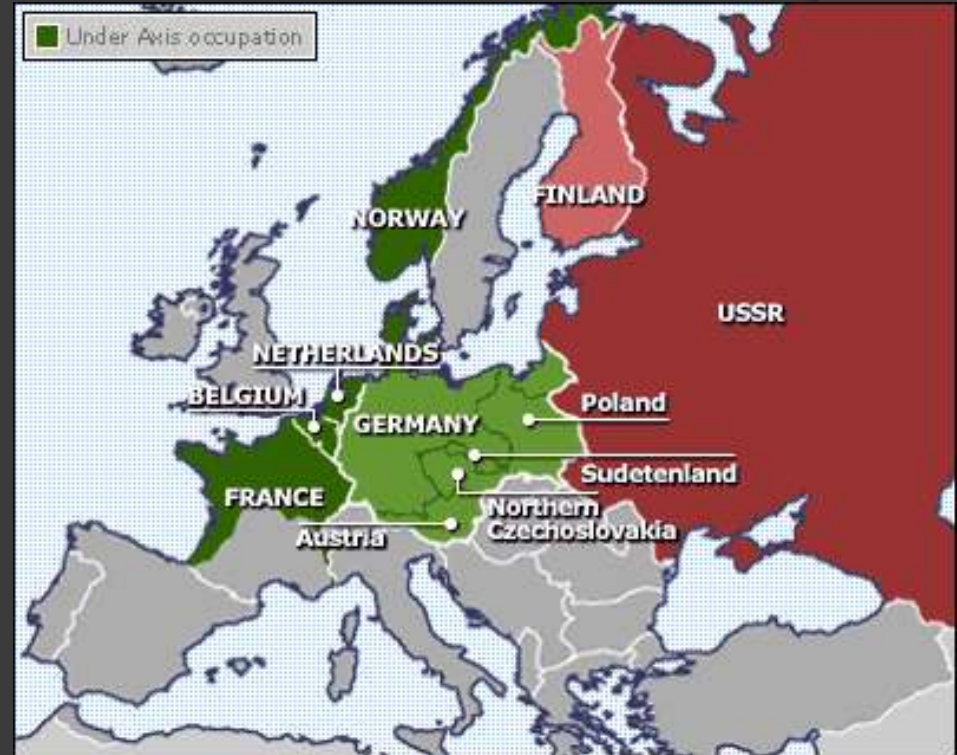 Under Axis occupation
FINLAND
NORWAY
USSR
NETHERLANDS
BELGIUM
Poland
GERMANY
Sudetenland
FRANCE
Northern
Czechoslovakia
Austria